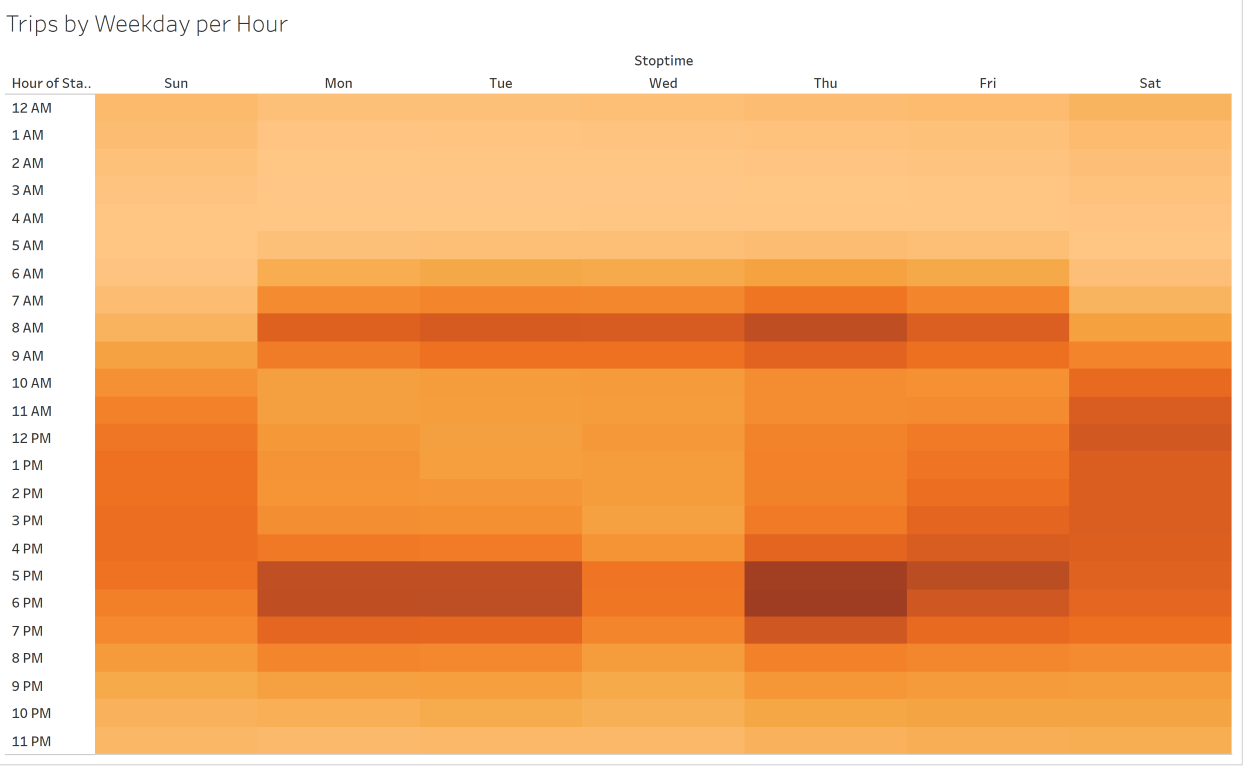 Trips by Weekday per Hour
Stoptime
Hour of Sta.. Sun Mon Tue Wed Thu Fri Sat
12 AM
1 AM
2 AM
3 AM
4 AM
5 AM
6 AM
7 AM
8 AM
9 AM
10 AM
11 AM
12 PM
1 PM
2 PM
3 PM
4 PM
5 PM
6 PM
7 PM
8 PM
9 PM
10 PM
11 PM